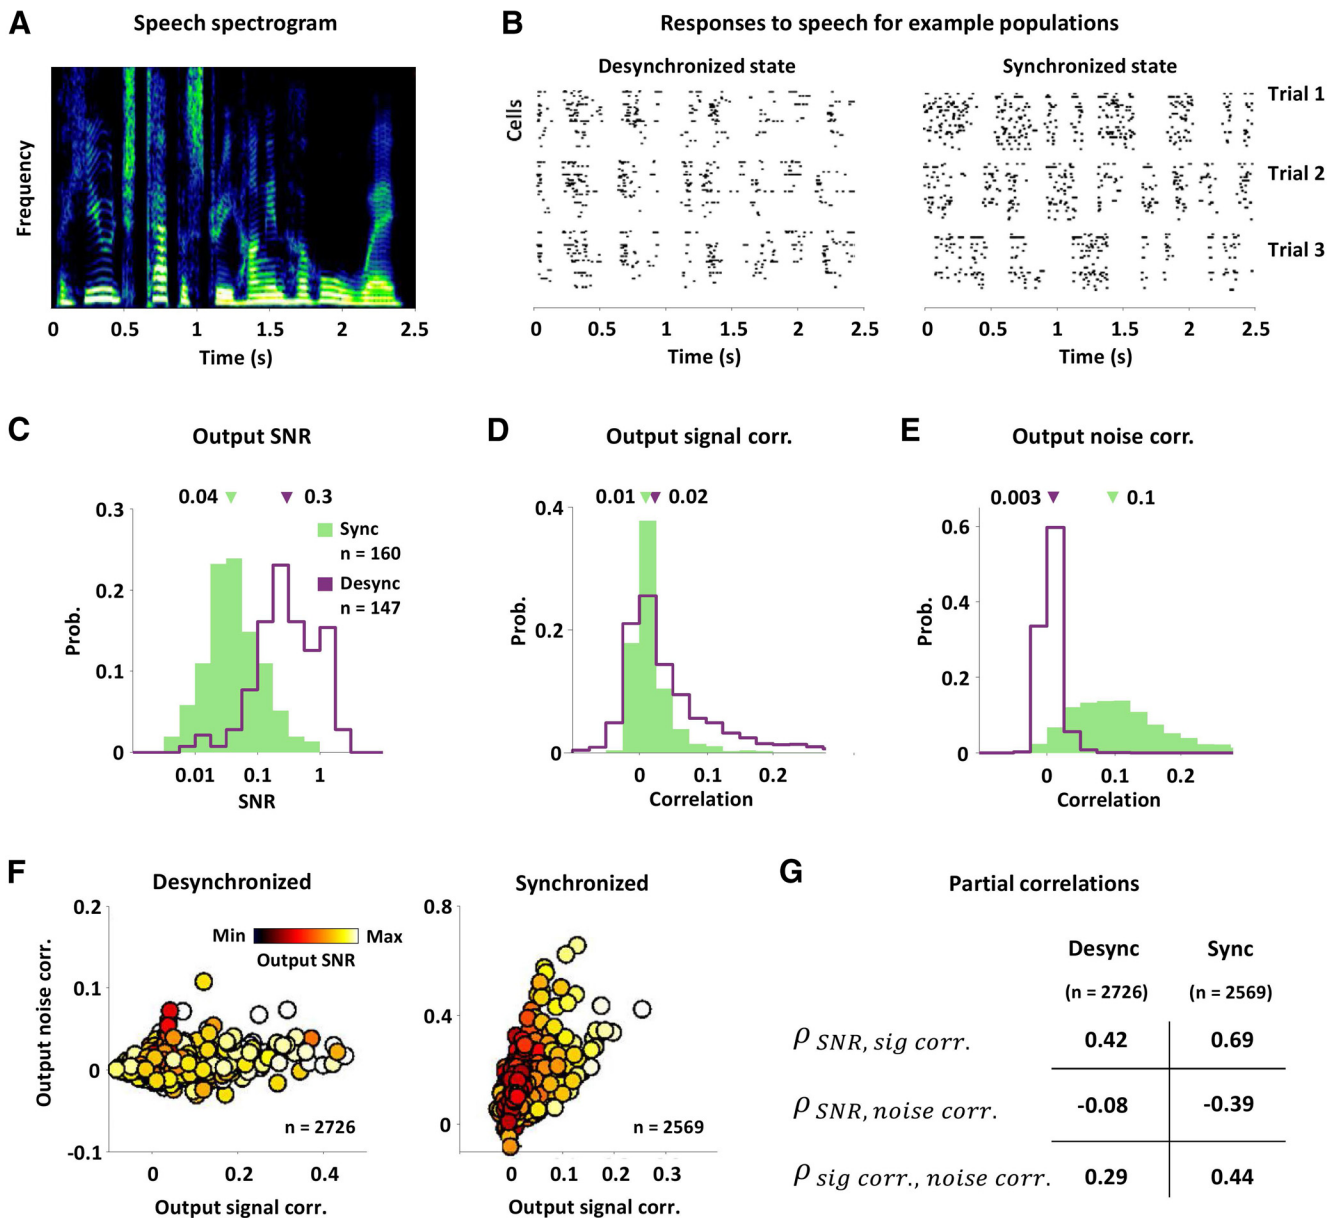 A
Speech spectrogram
Frequency
0 0.5 1 1.5 2 2.5
Time (s)
B
Responses to speech for example populations
Desynchronized state
Synchronized state
Cells
Trial 1
Trial 2
Trial 3
0 0.5 1 1.5 2 2.5
Time (s)
0 0.5 1 1.5 2 2.5
Time (s)
C
Output SNR
0.04
0.3
Sync
n = 160
Desync
n = 147
Prob.
0.3
0.2
0.1
0
0.01 0.1 1
SNR
D
Output signal corr.
0.01
0.02
Prob.
0.4
0.2
0
0 0.1 0.2
Correlation
E
Output noise corr.
0.003
0.1
Prob.
0.6
0.4
0.2
0
0 0.1 0.2
Correlation
F
Desynchronized
Output noise corr.
0.2
0.1
0
-0.1
Min
Max
Output SNR
n = 2726
0 0.2 0.4
Output signal corr.
Synchronized
0.8
0.4
0
n = 2569
0 0.1 0.2 0.3
Output signal corr.
G
Partial correlations
Desync Sync
(n = 2726) (n = 2569)
ρ SNR, sig corr. 0.42 0.69
ρ SNR, noise corr. -0.08 -0.39
ρ sig corr., noise corr. 0.29 0.44